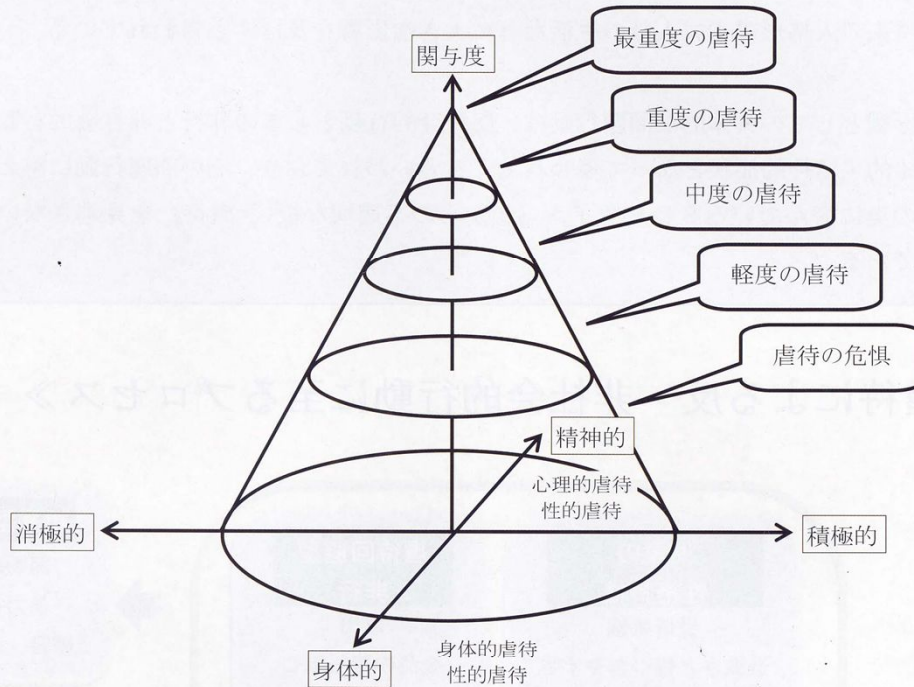 関与度
最重度の虐待
重度の虐待
中度の虐待
軽度の虐待
虐待の危惧
精神的
心理的虐待
性的虐待
消極的
積極的
身体的
身体的虐待
性的虐待